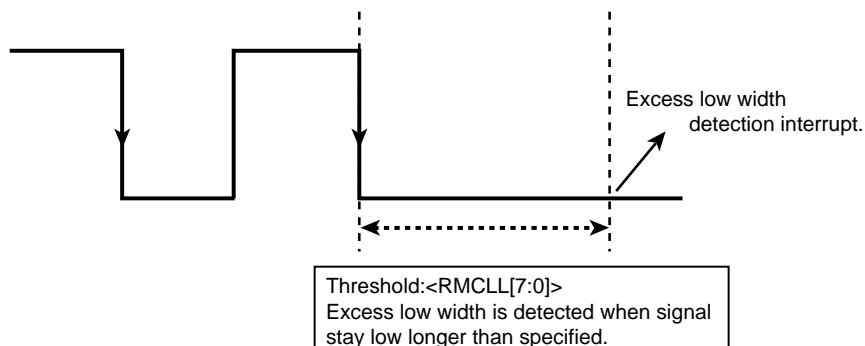 Excess low width
detection interrupt.
Threshold:<RMCLL[7:0]>
Excess low width is detected when signal
stay low longer than specified.